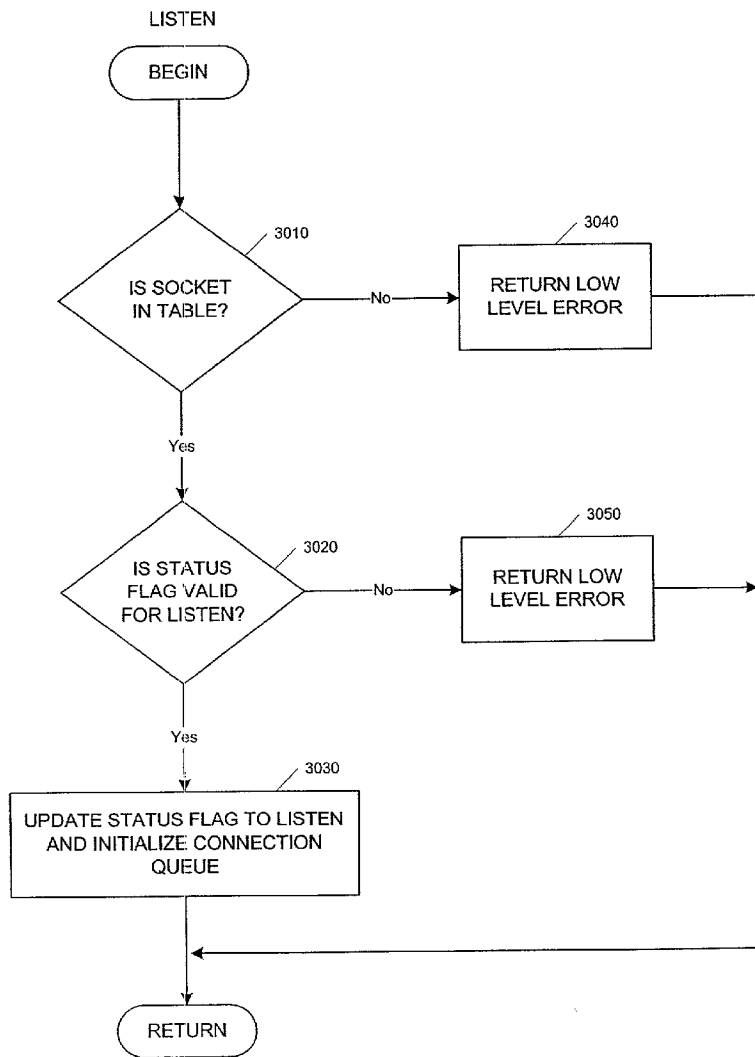 LISTEN
BEGIN
3010
IS SOCKET
IN TABLE?
No
3040
RETURN LOW
LEVEL ERROR
Yes
3020
IS STATUS
FLAG VALID
FOR LISTEN?
No
3050
RETURN LOW
LEVEL ERROR
Yes
3030
UPDATE STATUS FLAG TO LISTEN
AND INITIALIZE CONNECTION
QUEUE
RETURN